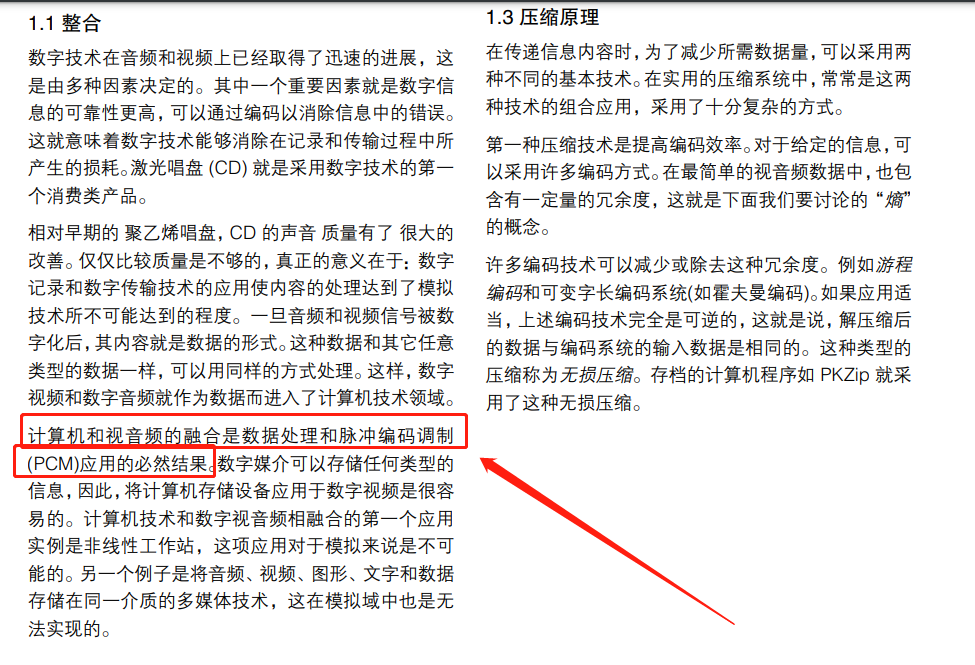 1.1 整合
数字技术在音频和视频上已经取得了迅速的进展，这
是由多种因素决定的。其中一个重要因素就是数字信
息的可靠性更高，可以通过编码以消除信息中的错误。
这就意味着数字技术能够消除在记录和传输过程中所
产生的损耗。激光唱盘 (CD) 就是采用数字技术的第一
个消费类产品。
相对早期的 聚乙烯唱盘，CD 的声音 质量有了 很大的
改善。仅仅比较质量是不够的，真正的意义在于：数字
记录和数字传输技术的应用使内容的处理达到了模拟
技术所不可能达到的程度。一旦音频和视频信号被数
字化后，其内容就是数据的形式。这种数据和其它任意
类型的数据一样，可以用同样的方式处理。这样，数字
视频和数字音频就作为数据而进入了计算机技术领域。
计算机和视音频的融合是数据处理和脉冲编码调制
(PCM)应用的必然结果。数字媒介可以存储任何类型的
信息，因此，将计算机存储设备应用于数字视频是很容
易的。计算机技术和数字视音频相融合的第一个应用
实例是非线性工作站，这项应用对于模拟来说是不可
能的。另一个例子是将音频、视频、图形、文字和数据
存储在同一介质的多媒体技术，这在模拟域中也是无
法实现的。
1.3 压缩原理
在传递信息内容时，为了减少所需数据量，可以采用两
种不同的基本技术。在实用的压缩系统中，常常是这两
种技术的组合应用，采用了十分复杂的方式。
第一种压缩技术是提高编码效率。对于给定的信息，可
以采用许多编码方式。在最简单的视音频数据中，也包
含有一定量的冗余度，这就是下面我们要讨论的 “熵”
的概念。
许多编码技术可以减少或除去这种冗余度。例如游程
编码和可变字长编码系统(如霍夫曼编码)。如果应用适
当，上述编码技术完全是可逆的，这就是说，解压缩后
的数据与编码系统的输入数据是相同的。这种类型的
压缩称为无损压缩。存档的计算机程序如 PKZip 就采
用了这种无损压缩。